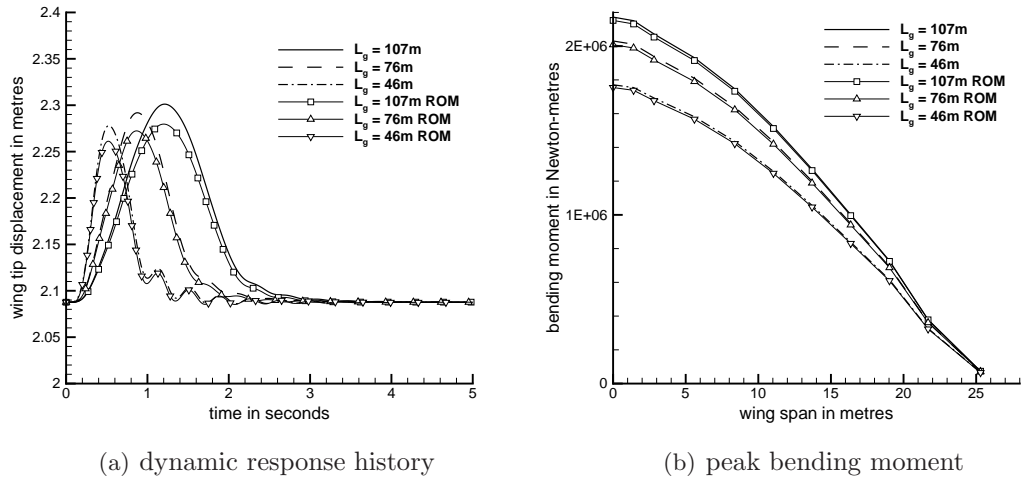 wing tip displacement in metres
2.4
2.35
2.3
2.25
2.2
2.15
2.1
2.05
2
0
1
2
3
4
5
time in seconds
L_g = 107m
L_g = 76m
L_g = 46m
L_g = 107m ROM
L_g = 76m ROM
L_g = 46m ROM
(a) dynamic response history
bending moment in Newton-metres
2E+06
1E+06
0
0
5
10
15
20
25
wing span in metres
L_g = 107m
L_g = 76m
L_g = 46m
L_g = 107m ROM
L_g = 76m ROM
L_g = 46m ROM
(b) peak bending moment